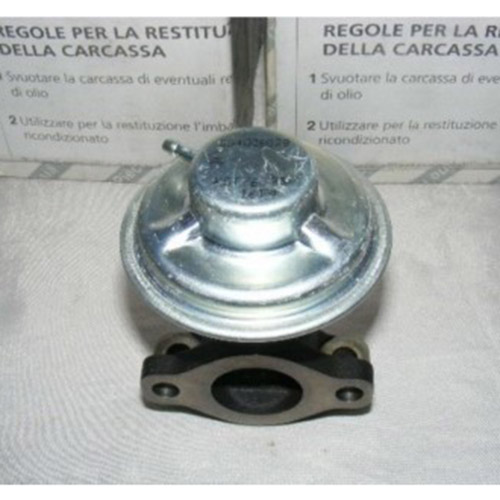 REGOLE PER LA RESTITU
DELLA CARCASSA
1 Svuotare la carcassa di eventuali re
di olio
2 Utilizzare per la restituzione l'imba
ricondizionato
REGOLE PER LA RESTITU
DELLA CARCASSA
1 Svuotare la carcassa di eventua
di olio
2 Utilizzare per la restituzione l'i
ricondizionato